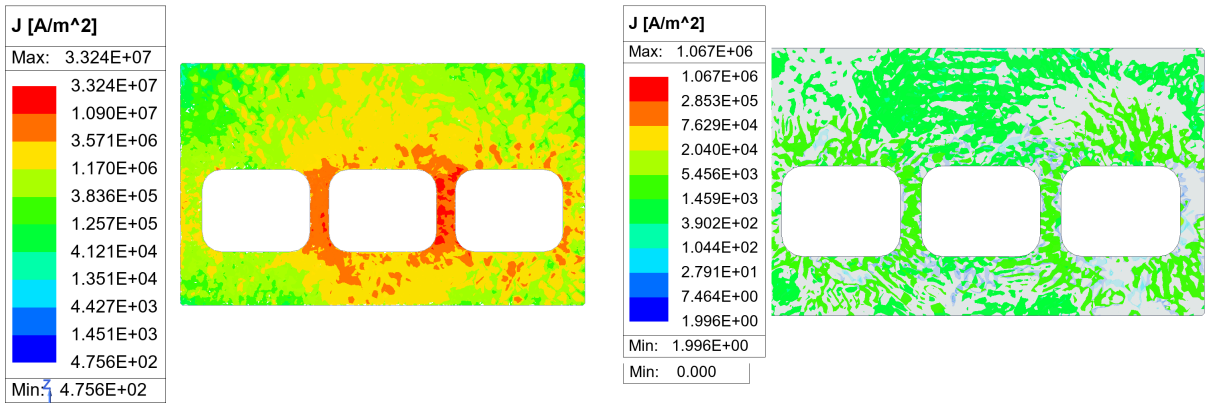 J [A/m^2]
Max: 3.324E+07
3.324E+07
1.090E+07
3.571E+06
1.170E+06
3.836E+05
1.257E+05
4.121E+04
1.351E+04
4.427E+03
1.451E+03
4.756E+02
Min: 4.756E+02
Z
J [A/m^2]
Max: 1.067E+06
1.067E+06
2.853E+05
7.629E+04
2.040E+04
5.456E+03
1.459E+03
3.902E+02
1.044E+02
2.791E+01
7.464E+00
1.996E+00
Min: 1.996E+00
Min: 0.000